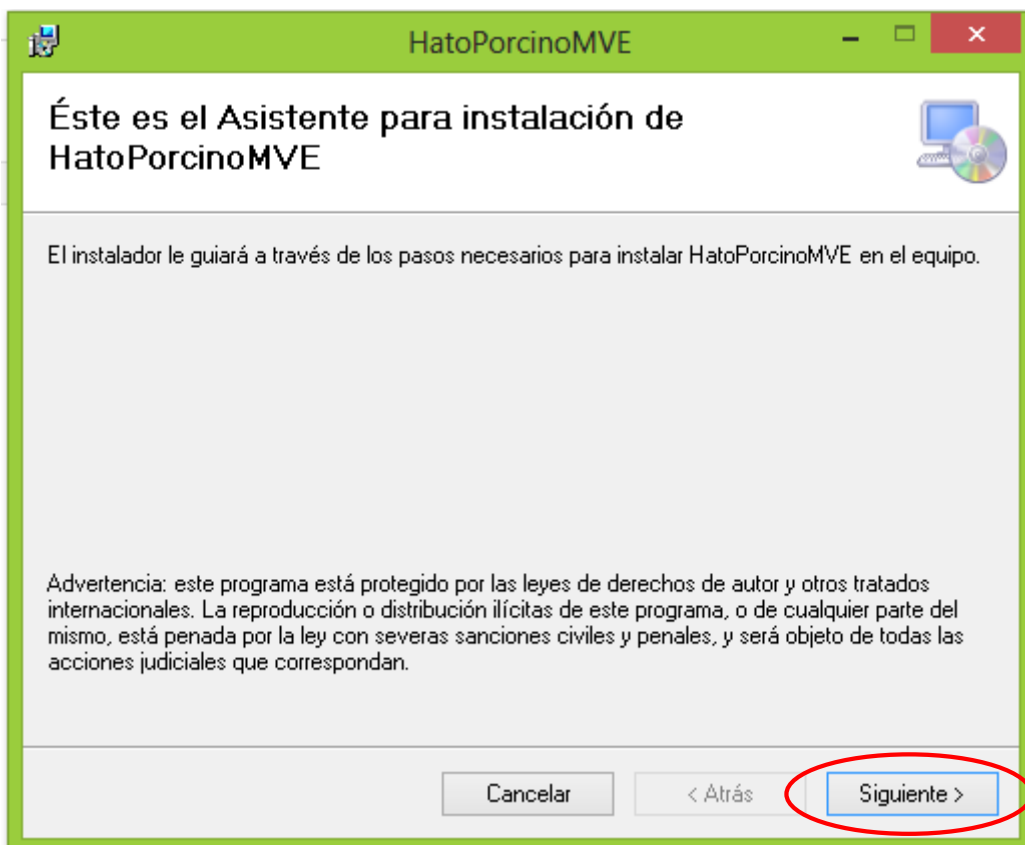 HatoPorcinoMVE
Éste es el Asistente para instalación de
HatoPorcinoMVE
El instalador le guiará a través de los pasos necesarios para instalar HatoPorcinoMVE en el equipo.
Advertencia: este programa está protegido por las leyes de derechos de autor y otros tratados
internacionales. La reproducción o distribución ilícitas de este programa, o de cualquier parte del
mismo, está penada por la ley con severas sanciones civiles y penales, y será objeto de todas las
acciones judiciales que correspondan.
Cancelar
< Atrás
Siguiente >